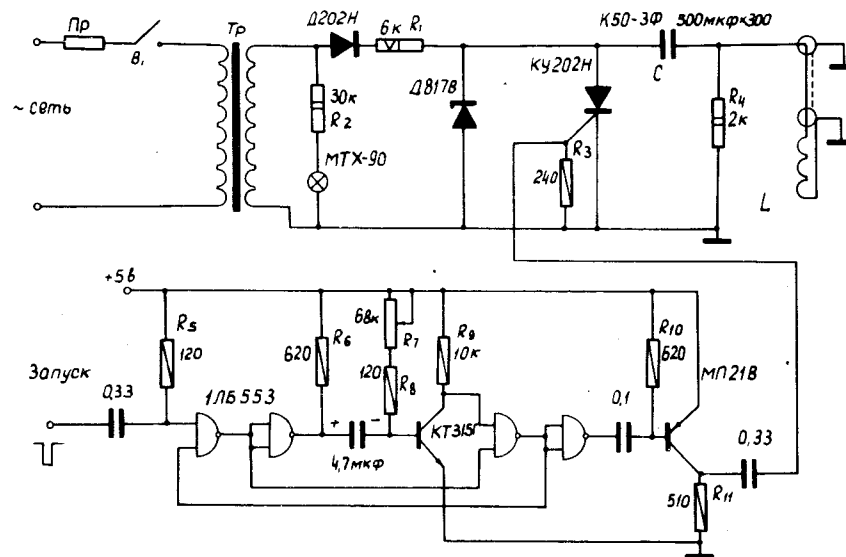 Пр
В₁
Тр
Д202Н
6к R₁
К50-3Ф 500мкф×300
С
~ сеть
30к
R₂
МТХ-90
Д817В
КУ202Н
R₃
240
R₄
2к
L
+5в
R₅
120
Запуск
0,33
1ЛБ553
R₆
620
68к
R₇
120
R₈
R₉
10к
+ -
4,7мкф
КТ315
0,1
R₁₀
620
МП21В
0,33
510
R₁₁